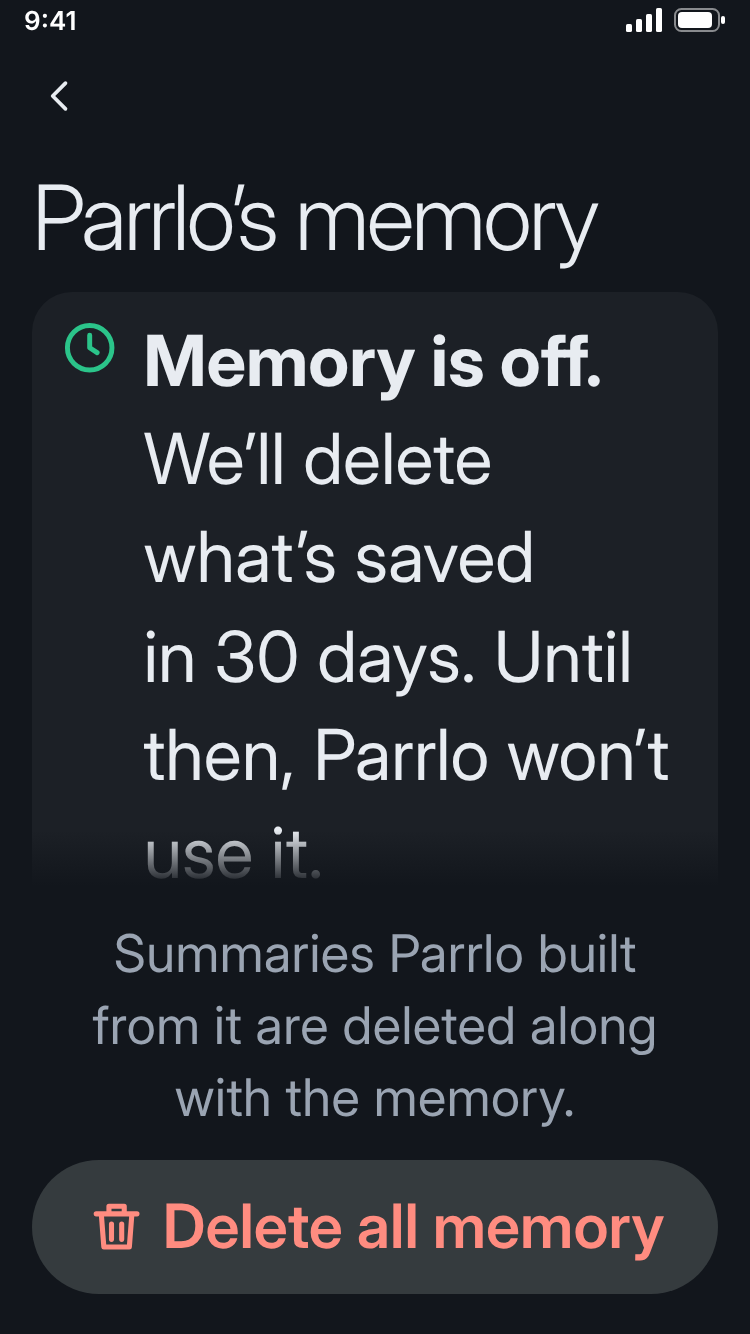 9:41
Parrlo’s memory
Memory is off.
We’ll delete
what’s saved
in 30 days. Until
then, Parrlo won’t
use it.
Summaries Parrlo built
from it are deleted along
with the memory.
Delete all memory